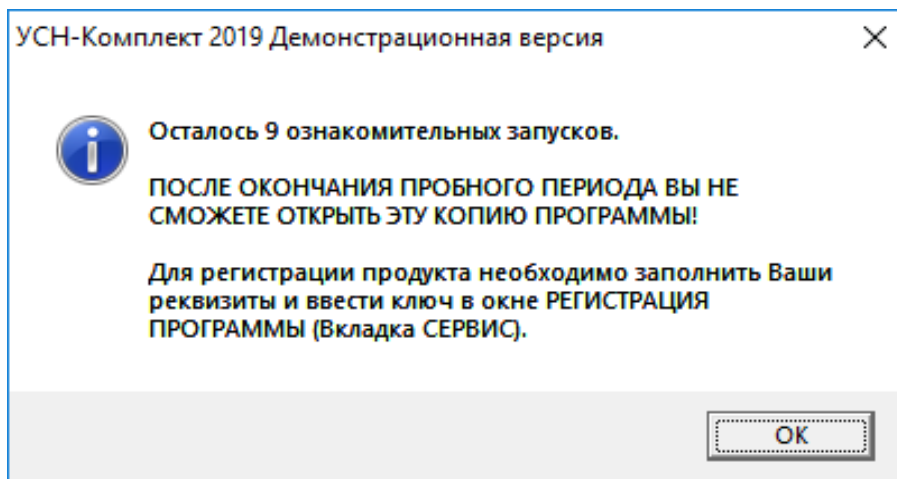 УСН-Комплект 2019 Демонстрационная версия
Осталось 9 ознакомительных запусков.
ПОСЛЕ ОКОНЧАНИЯ ПРОБНОГО ПЕРИОДА ВЫ НЕ
СМОЖЕТЕ ОТКРЫТЬ ЭТУ КОПИЮ ПРОГРАММЫ!
Для регистрации продукта необходимо заполнить Ваши
реквизиты и ввести ключ в окне РЕГИСТРАЦИЯ
ПРОГРАММЫ (Вкладка СЕРВИС).
ОК